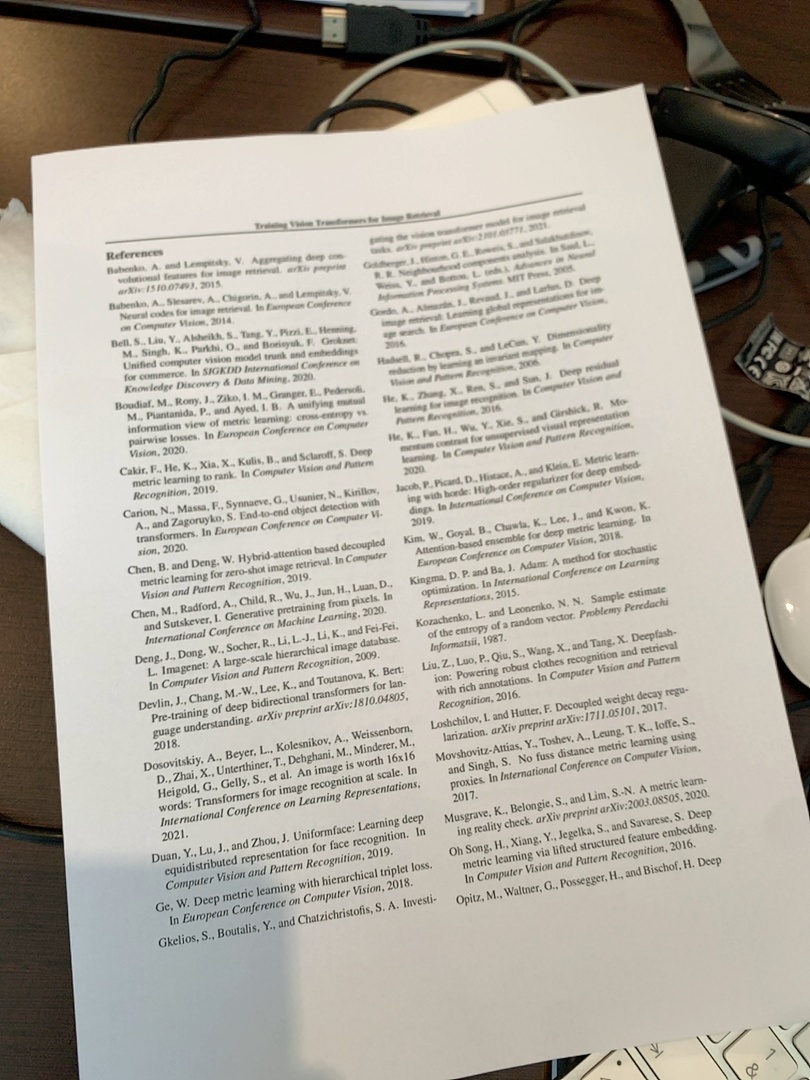 Training Vision Transformers for Image Retrieval
References
Babenko, A. and Lempitsky, V. Aggregating deep con-
volutional features for image retrieval. arXiv preprint
arXiv:1510.07493, 2015.
Babenko, A., Slesarev, A., Chigorin, A., and Lempitsky, V.
Neural codes for image retrieval. In European Conference
on Computer Vision, 2014.
Bell, S., Liu, Y., Alsheikh, S., Tang, Y., Pizzi, E., Henning,
M., Singh, K., Parkhi, O., and Borisyuk, F. Groknet:
Unified computer vision model trunk and embeddings
for commerce. In SIGKDD International Conference on
Knowledge Discovery & Data Mining, 2020.
Boudiaf, M., Rony, J., Ziko, I. M., Granger, E., Pedersoli,
M., Piantanida, P., and Ayed, I. B. A unifying mutual
information view of metric learning: cross-entropy vs.
pairwise losses. In European Conference on Computer
Vision, 2020.
Cakir, F., He, K., Xia, X., Kulis, B., and Sclaroff, S. Deep
metric learning to rank. In Computer Vision and Pattern
Recognition, 2019.
Carion, N., Massa, F., Synnaeve, G., Usunier, N., Kirillov,
A., and Zagoruyko, S. End-to-end object detection with
transformers. In European Conference on Computer Vi-
sion, 2020.
Chen, B. and Deng, W. Hybrid-attention based decoupled
metric learning for zero-shot image retrieval. In Computer
Vision and Pattern Recognition, 2019.
Chen, M., Radford, A., Child, R., Wu, J., Jun, H., Luan, D.,
and Sutskever, I. Generative pretraining from pixels. In
International Conference on Machine Learning, 2020.
Deng, J., Dong, W., Socher, R., Li, L.-J., Li, K., and Fei-Fei,
L. Imagenet: A large-scale hierarchical image database.
In Computer Vision and Pattern Recognition, 2009.
Devlin, J., Chang, M.-W., Lee, K., and Toutanova, K. Bert:
Pre-training of deep bidirectional transformers for lan-
guage understanding. arXiv preprint arXiv:1810.04805,
2018.
Dosovitskiy, A., Beyer, L., Kolesnikov, A., Weissenborn,
D., Zhai, X., Unterthiner, T., Dehghani, M., Minderer, M.,
Heigold, G., Gelly, S., et al. An image is worth 16x16
words: Transformers for image recognition at scale. In
International Conference on Learning Representations,
2021.
Duan, Y., Lu, J., and Zhou, J. Uniformface: Learning deep
equidistributed representation for face recognition. In
Computer Vision and Pattern Recognition, 2019.
Ge, W. Deep metric learning with hierarchical triplet loss.
In European Conference on Computer Vision, 2018.
Gkelios, S., Boutalis, Y., and Chatzichristofis, S. A. Investi-
gating the vision transformer model for image retrieval
tasks. arXiv preprint arXiv:2101.03771, 2021.
Goldberger, J., Hinton, G. E., Roweis, S., and Salakhutdinov,
R. R. Neighbourhood components analysis. In Saul, L.,
Weiss, Y., and Bottou, L. (eds.), Advances in Neural
Information Processing Systems. MIT Press, 2005.
Gordo, A., Almazán, J., Revaud, J., and Larlus, D. Deep
image retrieval: Learning global representations for im-
age search. In European Conference on Computer Vision,
2016.
Hadsell, R., Chopra, S., and LeCun, Y. Dimensionality
reduction by learning an invariant mapping. In Computer
Vision and Pattern Recognition, 2006.
He, K., Zhang, X., Ren, S., and Sun, J. Deep residual
learning for image recognition. In Computer Vision and
Pattern Recognition, 2016.
He, K., Fan, H., Wu, Y., Xie, S., and Girshick, R. Mo-
mentum contrast for unsupervised visual representation
learning. In Computer Vision and Pattern Recognition,
2020.
Jacob, P., Picard, D., Histace, A., and Klein, E. Metric learn-
ing with horde: High-order regularizer for deep embed-
dings. In International Conference on Computer Vision,
2019.
Kim, W., Goyal, B., Chawla, K., Lee, J., and Kwon, K.
Attention-based ensemble for deep metric learning. In
European Conference on Computer Vision, 2018.
Kingma, D. P. and Ba, J. Adam: A method for stochastic
optimization. In International Conference on Learning
Representations, 2015.
Kozachenko, L. and Leonenko, N. N. Sample estimate
of the entropy of a random vector. Problemy Peredachi
Informatsii, 1987.
Liu, Z., Luo, P., Qiu, S., Wang, X., and Tang, X. Deepfash-
ion: Powering robust clothes recognition and retrieval
with rich annotations. In Computer Vision and Pattern
Recognition, 2016.
Loshchilov, I. and Hutter, F. Decoupled weight decay regu-
larization. arXiv preprint arXiv:1711.05101, 2017.
Movshovitz-Attias, Y., Toshev, A., Leung, T. K., Ioffe, S.,
and Singh, S. No fuss distance metric learning using
proxies. In International Conference on Computer Vision,
2017.
Musgrave, K., Belongie, S., and Lim, S.-N. A metric learn-
ing reality check. arXiv preprint arXiv:2003.08505, 2020.
Oh Song, H., Xiang, Y., Jegelka, S., and Savarese, S. Deep
metric learning via lifted structured feature embedding.
In Computer Vision and Pattern Recognition, 2016.
Opitz, M., Waltner, G., Possegger, H., and Bischof, H. Deep